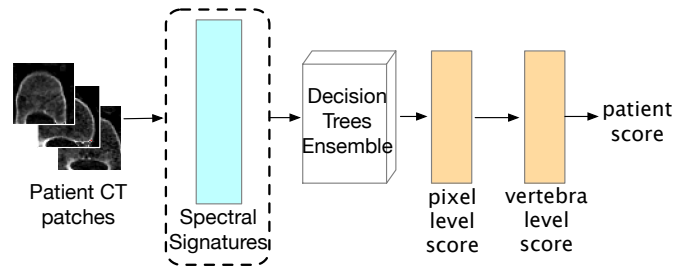 Patient CT
patches
Spectral
Signatures
Decision
Trees
Ensemble
pixel
level
score
vertebra
level
score
patient
score